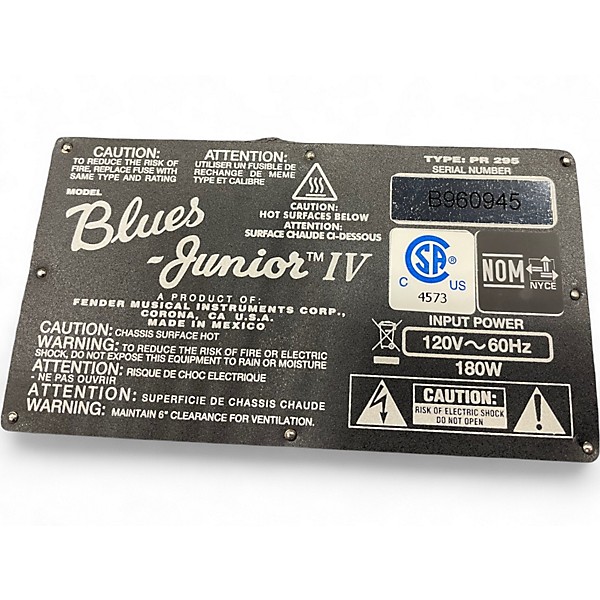 CAUTION:
TO REDUCE THE RISK OF
FIRE, REPLACE FUSE WITH
SAME TYPE AND RATING
ATTENTION:
UTILISER UN FUSIBLE DE
RECHANGE DE MEME
TYPE ET CALIBRE
MODEL
Blues
-Junior™ IV
CAUTION:
HOT SURFACES BELOW
ATTENTION:
SURFACE CHAUDE CI-DESSOUS
A PRODUCT OF:
FENDER MUSICAL INSTRUMENTS CORP.,
CORONA, CA U.S.A.
MADE IN MEXICO
CAUTION: CHASSIS SURFACE HOT
WARNING: TO REDUCE THE RISK OF FIRE OR ELECTRIC
SHOCK, DO NOT EXPOSE THIS EQUIPMENT TO RAIN OR MOISTURE
ATTENTION: RISQUE DE CHOC ELECTRIQUE
- NE PAS OUVRIR
ATTENTION: SUPERFICIE DE CHASSIS CHAUDE
WARNING: MAINTAIN 6" CLEARANCE FOR VENTILATION.
TYPE: PR 295
SERIAL NUMBER
B960945
CSA
C US
4573
NOM
NYCE
INPUT POWER
120V~60Hz
180W
CAUTION:
RISK OF ELECTRIC SHOCK
DO NOT OPEN